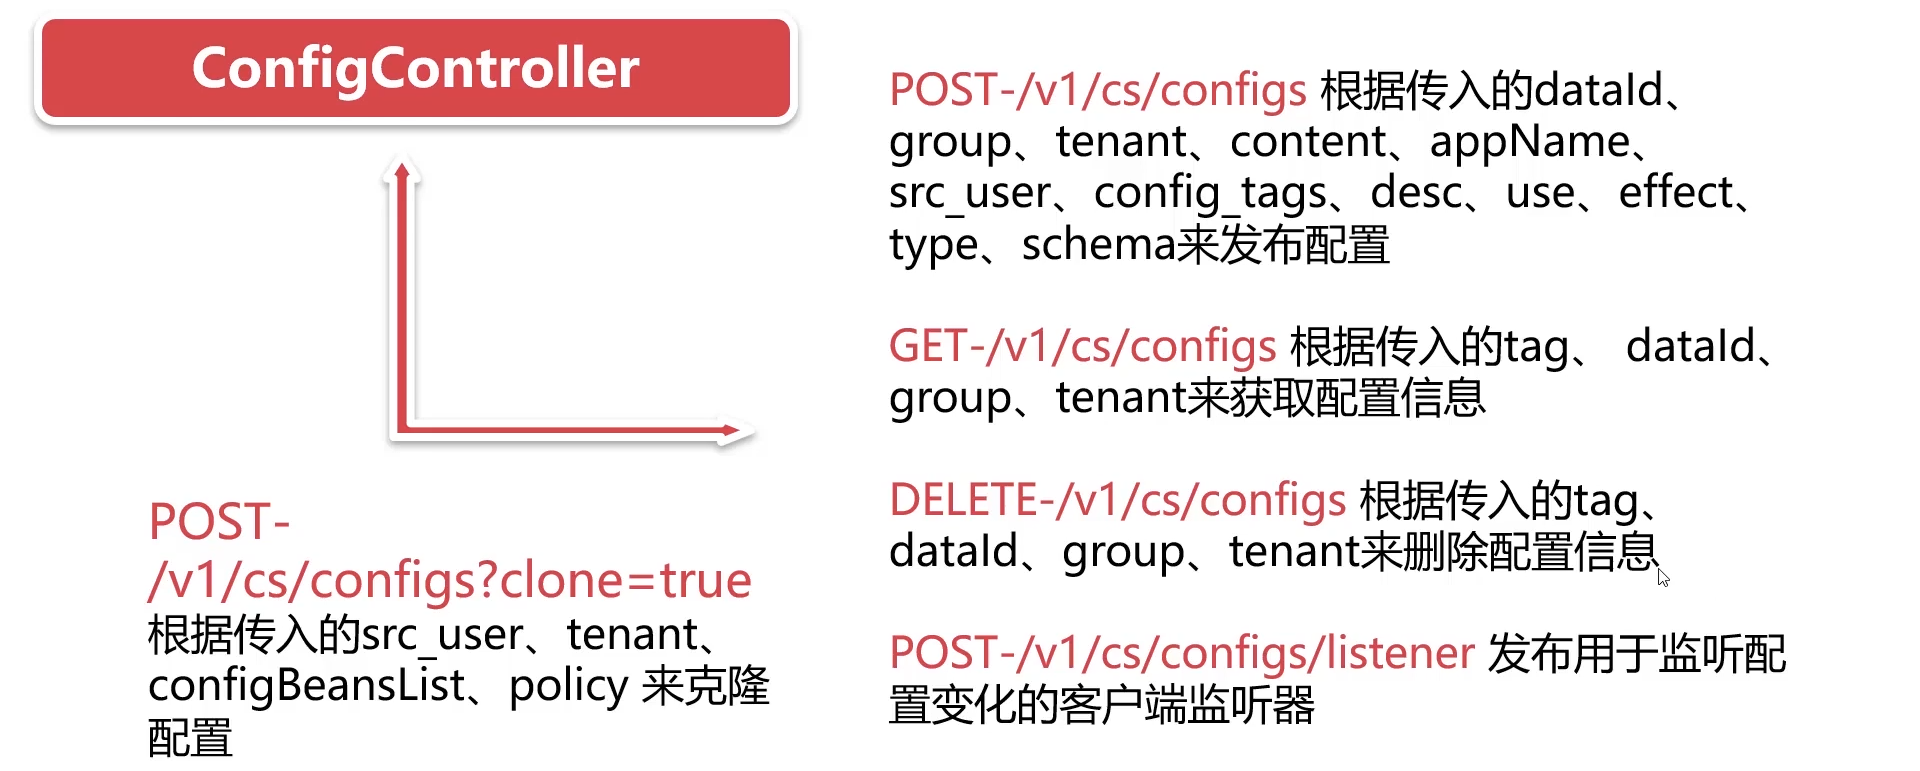 ConfigController
POST-/v1/cs/configs 根据传入的dataId、
group、tenant、content、appName、
src_user、config_tags、desc、use、effect、
type、schema来发布配置
GET-/v1/cs/configs 根据传入的tag、 dataId、
group、tenant来获取配置信息
DELETE-/v1/cs/configs 根据传入的tag、
dataId、group、tenant来删除配置信息
POST-/v1/cs/configs/listener 发布用于监听配
置变化的客户端监听器
POST-
/v1/cs/configs?clone=true
根据传入的src_user、tenant、
configBeansList、policy 来克隆
配置